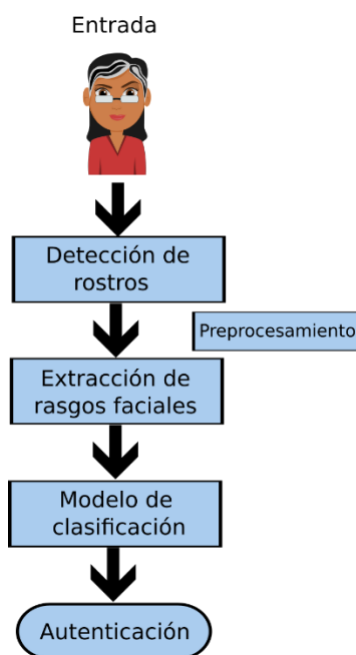 Entrada
Detección de
rostros
Preprocesamiento
Extracción de
rasgos faciales
Modelo de
clasificación
Autenticación